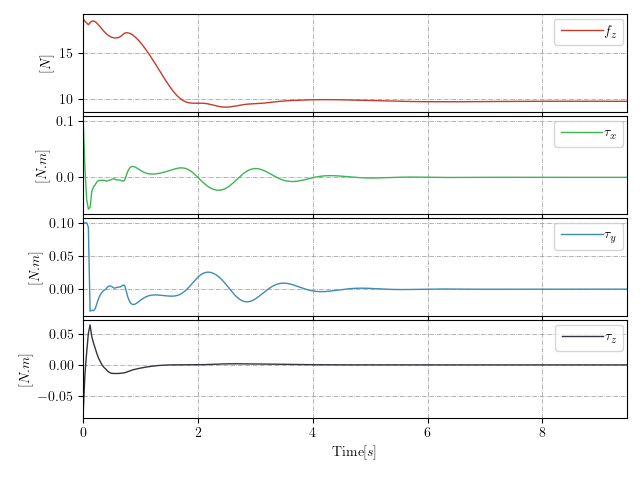 f_z
[N]
15
10
τ_x
[N.m]
0.1
0.0
τ_y
[N.m]
0.10
0.05
0.00
τ_z
[N.m]
0.05
0.00
−0.05
0 2 4 6 8
Time[s]